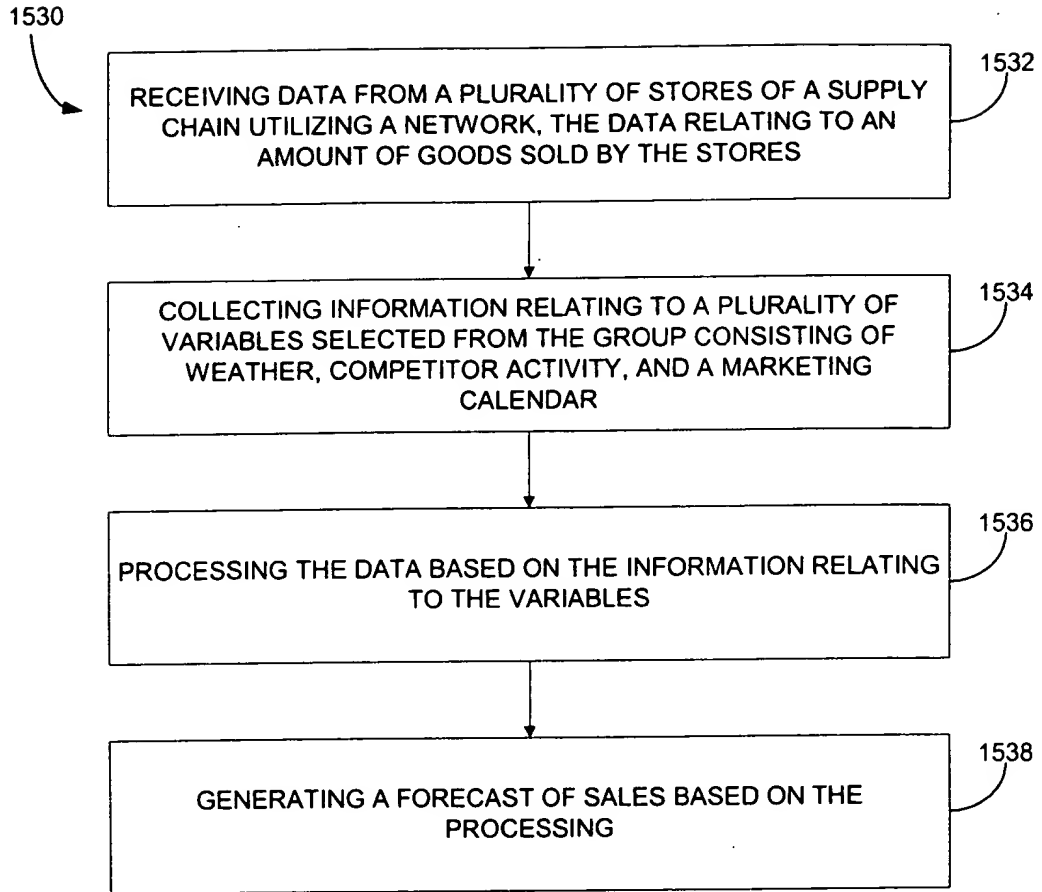 1530
1532
RECEIVING DATA FROM A PLURALITY OF STORES OF A SUPPLY
CHAIN UTILIZING A NETWORK, THE DATA RELATING TO AN
AMOUNT OF GOODS SOLD BY THE STORES
1534
COLLECTING INFORMATION RELATING TO A PLURALITY OF
VARIABLES SELECTED FROM THE GROUP CONSISTING OF
WEATHER, COMPETITOR ACTIVITY, AND A MARKETING
CALENDAR
1536
PROCESSING THE DATA BASED ON THE INFORMATION RELATING
TO THE VARIABLES
1538
GENERATING A FORECAST OF SALES BASED ON THE
PROCESSING